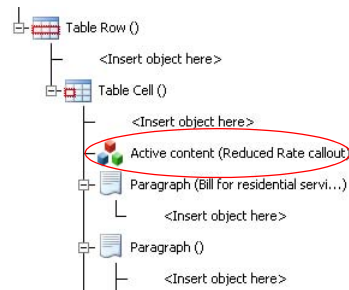 Table Row ()
<Insert object here>
Table Cell ()
<Insert object here>
Active content (Reduced Rate callout)
Paragraph (Bill for residential servi...)
<Insert object here>
Paragraph ()
<Insert object here>